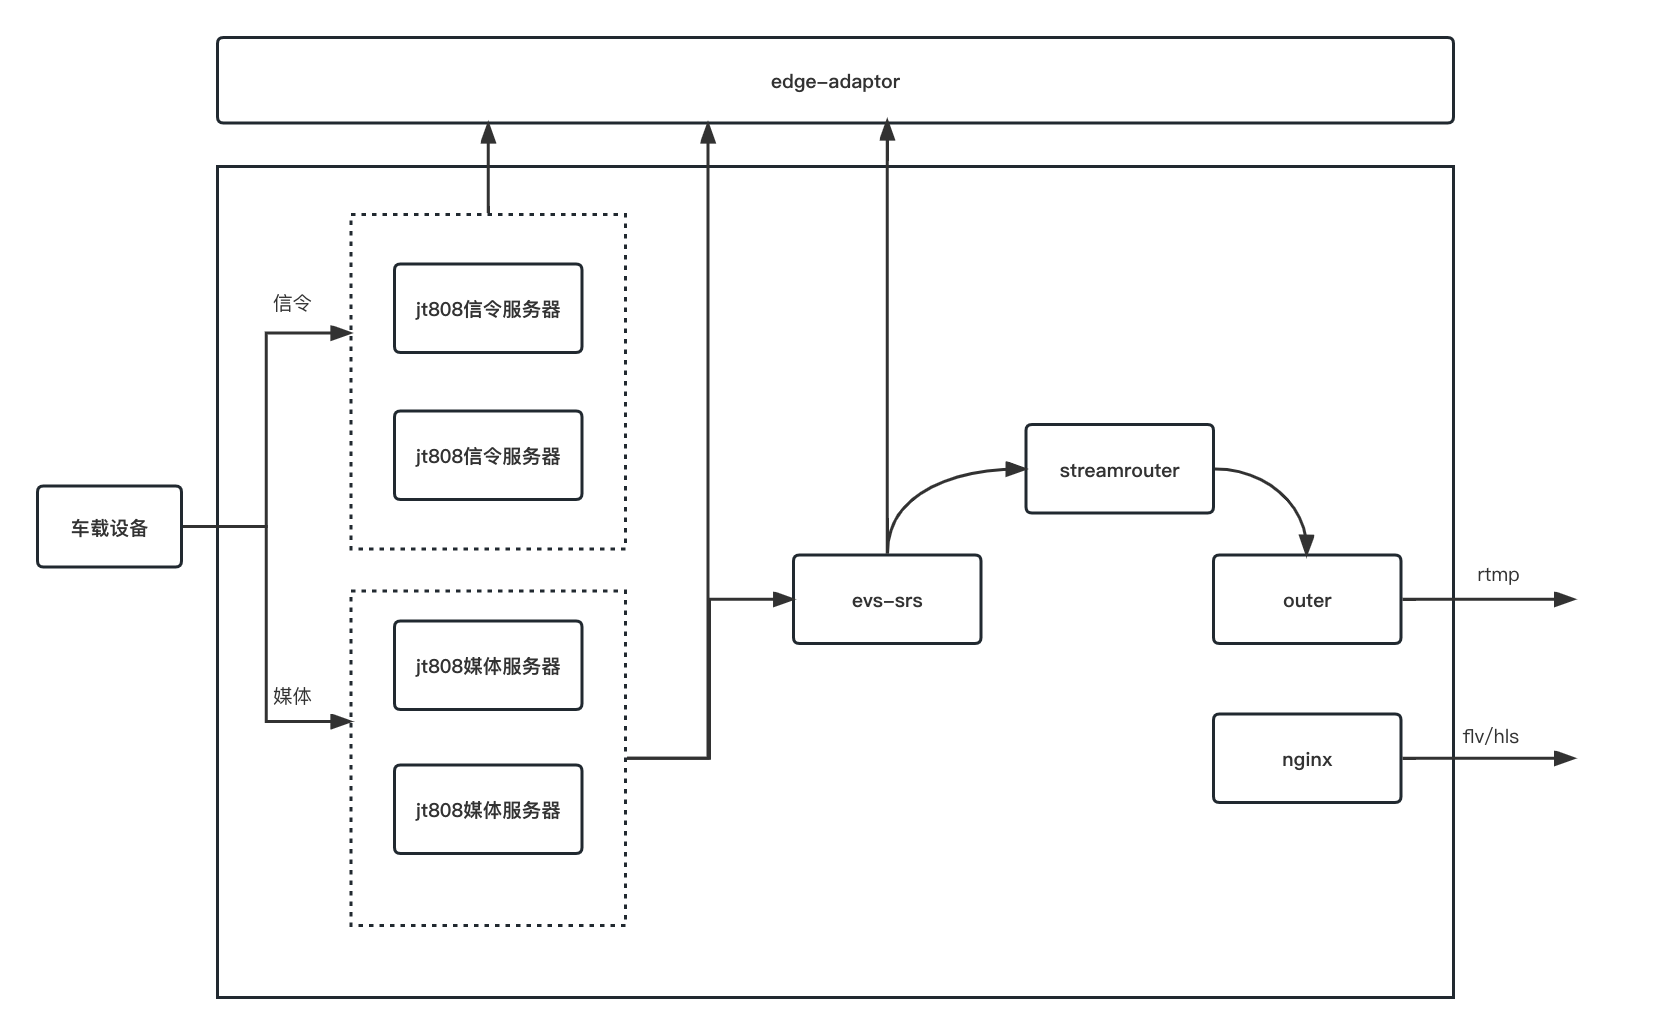 edge-adaptor
信令
jt808信令服务器
jt808信令服务器
车载设备
streamrouter
evs-srs
outer
rtmp
媒体
jt808媒体服务器
jt808媒体服务器
nginx
flv/hls